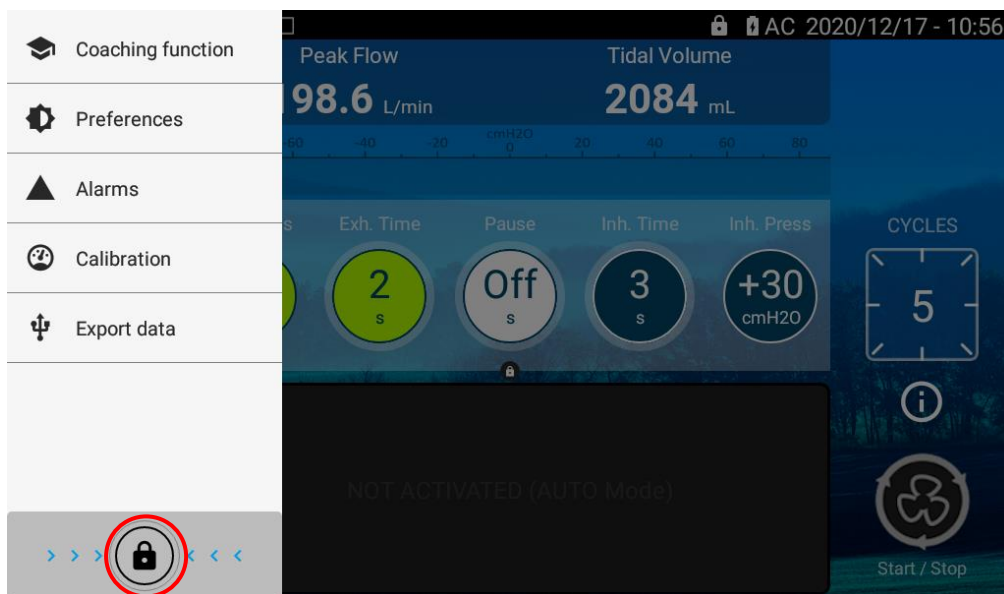 AC 2020/12/17 - 10:56
Coaching function
Preferences
Alarms
Calibration
Export data
Peak Flow
98.6 L/min
Tidal Volume
2084 mL
-60 -40 -20 cmH2O 0 20 40 60 80
s
Exh. Time
2
s
Pause
Off
s
Inh. Time
3
s
Inh. Press
+30
cmH2O
CYCLES
5
NOT ACTIVATED (AUTO Mode)
Start / Stop